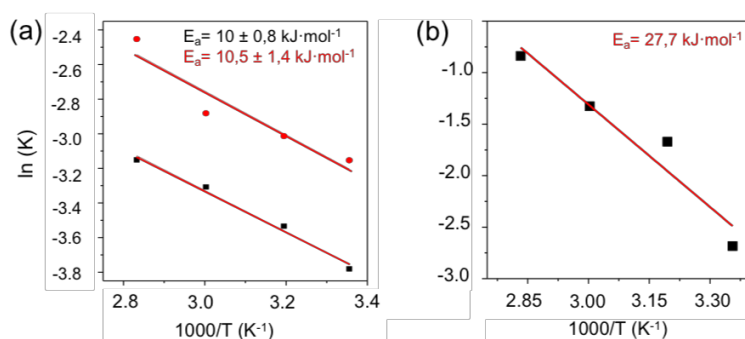 (a)
Eₐ= 10 ± 0,8 kJ·mol⁻¹
Eₐ= 10,5 ± 1,4 kJ·mol⁻¹
ln (K)
-2.4
-2.6
-2.8
-3.0
-3.2
-3.4
-3.6
-3.8
2.8 3.0 3.2 3.4
1000/T (K⁻¹)
(b)
Eₐ= 27,7 kJ·mol⁻¹
-1.0
-1.5
-2.0
-2.5
-3.0
2.85 3.00 3.15 3.30
1000/T (K⁻¹)